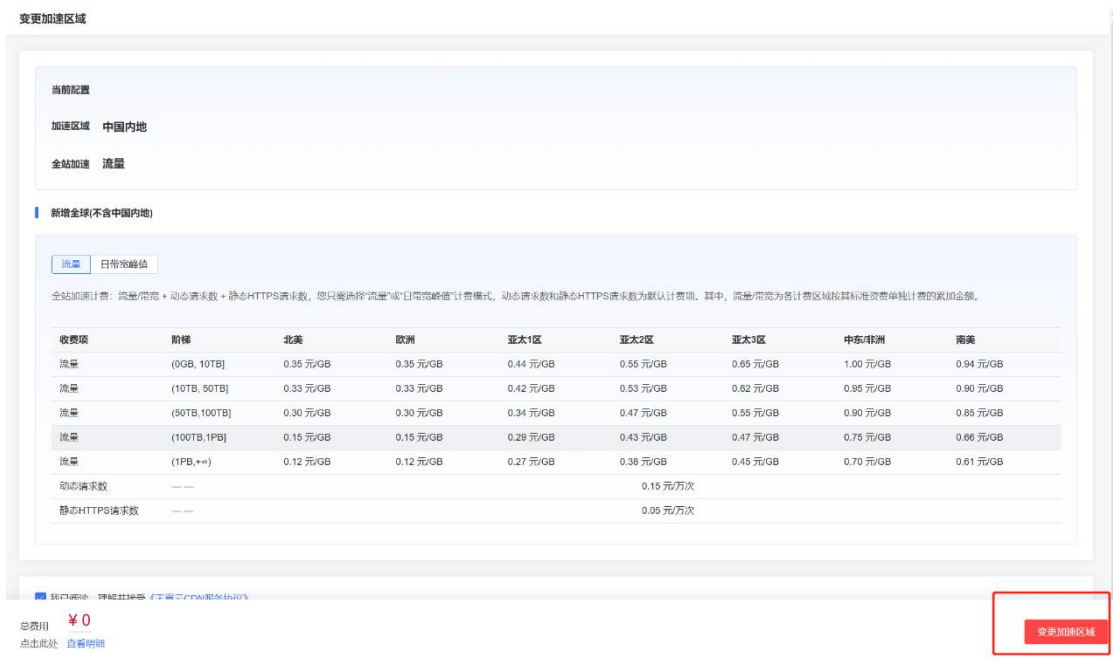 变更加速区域
当前配置
加速区域 中国内地
全站加速 流量
新增全球(不含中国内地)
流量 日带宽峰值
全站加速计费：流量/带宽 + 动态请求数 + 静态HTTPS请求数，您只需选择“流量”或“日带宽峰值”计费模式，动态请求数和静态HTTPS请求数为默认计费项。其中，流量/带宽为各计费区域按其标准资费单独计费的累加金额。
收费项 阶梯 北美 欧洲 亚太1区 亚太2区 亚太3区 中东/非洲 南美
流量 (0GB, 10TB] 0.35 元/GB 0.35 元/GB 0.44 元/GB 0.55 元/GB 0.65 元/GB 1.00 元/GB 0.94 元/GB
流量 (10TB, 50TB] 0.33 元/GB 0.33 元/GB 0.42 元/GB 0.53 元/GB 0.62 元/GB 0.95 元/GB 0.90 元/GB
流量 (50TB,100TB] 0.30 元/GB 0.30 元/GB 0.34 元/GB 0.47 元/GB 0.55 元/GB 0.90 元/GB 0.85 元/GB
流量 (100TB,1PB] 0.15 元/GB 0.15 元/GB 0.29 元/GB 0.43 元/GB 0.47 元/GB 0.75 元/GB 0.66 元/GB
流量 (1PB,+∞) 0.12 元/GB 0.12 元/GB 0.27 元/GB 0.38 元/GB 0.45 元/GB 0.70 元/GB 0.61 元/GB
动态请求数 —— 0.15 元/万次
静态HTTPS请求数 —— 0.05 元/万次
我已阅读，理解并接受《天翼云CDN服务协议》
总费用 ¥0
点击此处 查看明细
变更加速区域